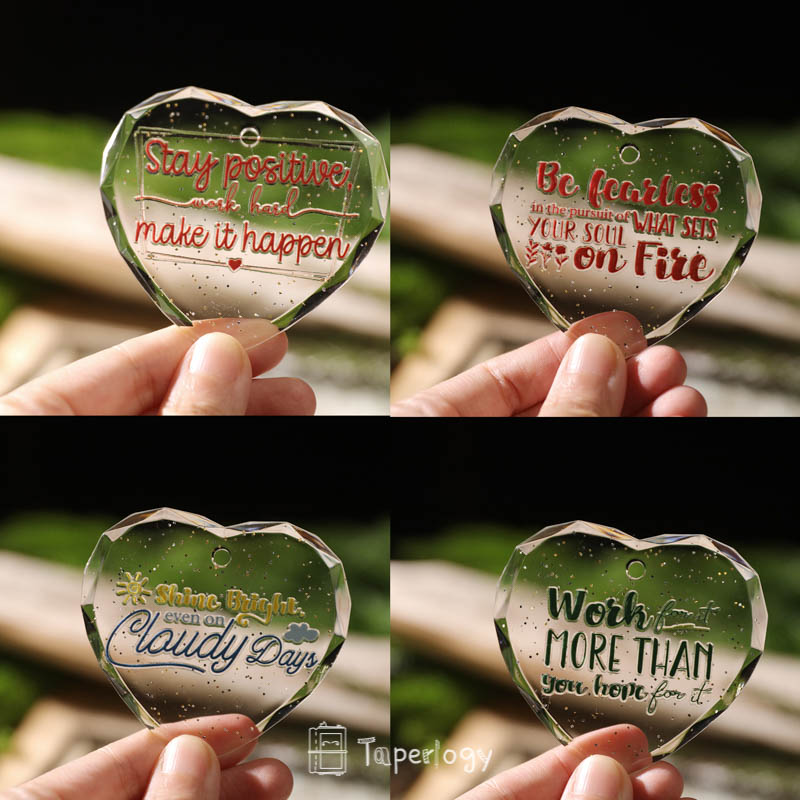 Stay positive,
work hard
make it happen
Be fearless
in the pursuit of WHAT SETS
YOUR SOUL
on Fire
Shine Bright
even on
Cloudy Days
Work for it
MORE THAN
you hope for it
Taperlogy